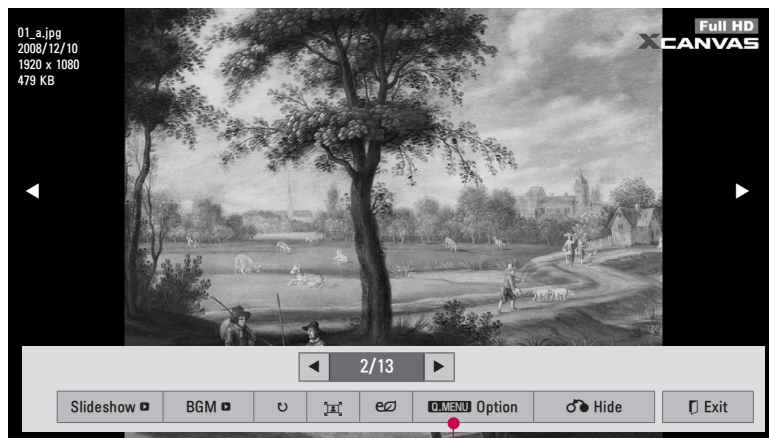 01_a.jpg
2008/12/10
1920 x 1080
479 KB
Full HD
XCANVAS
2/13
Slideshow
BGM
Q.MENU Option
Hide
Exit